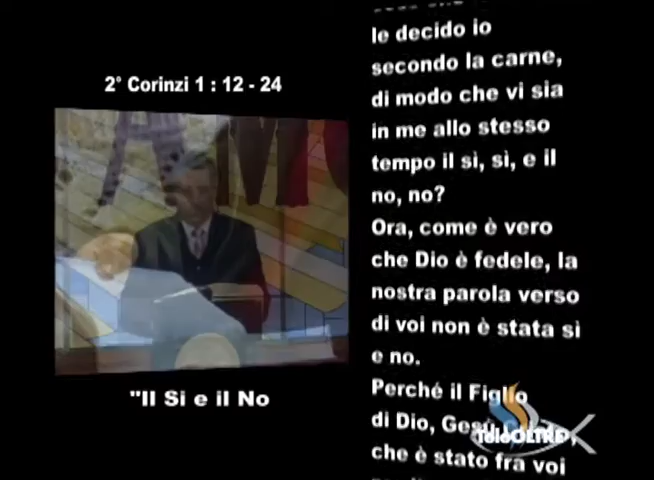 2° Corinzi 1 : 12 - 24
"Il Si e il No
le decido io
secondo la carne,
di modo che vi sia
in me allo stesso
tempo il sì, sì, e il
no, no?
Ora, come è vero
che Dio è fedele, la
nostra parola verso
di voi non è stata sì
e no.
Perché il Figlio
di Dio, Gesù
che è stato fra voi